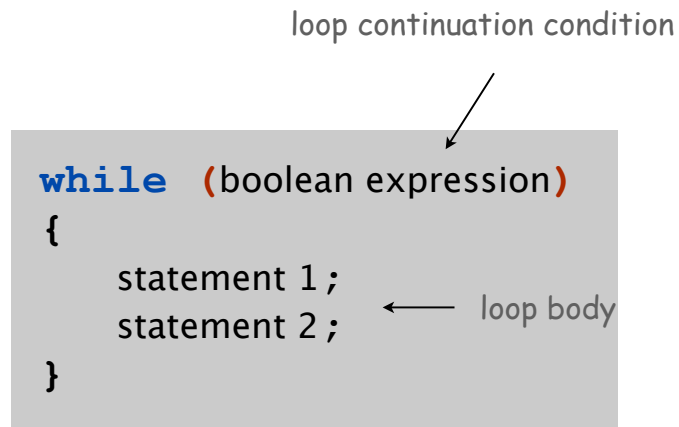 loop continuation condition
while (boolean expression)
{
statement 1;
statement 2;
loop body
}